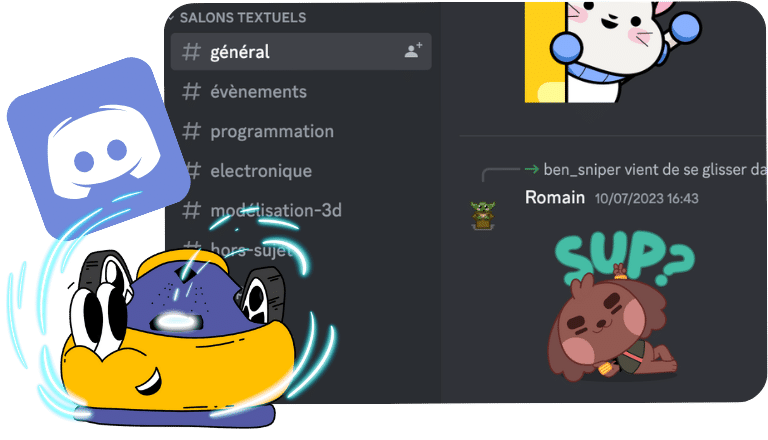 SALONS TEXTUELS
# général
# évènements
# programmation
# electronique
# modélisation-3d
# hors-sujet
ben_sniper vient de se glisser da
Romain 10/07/2023 16:43
SUP?